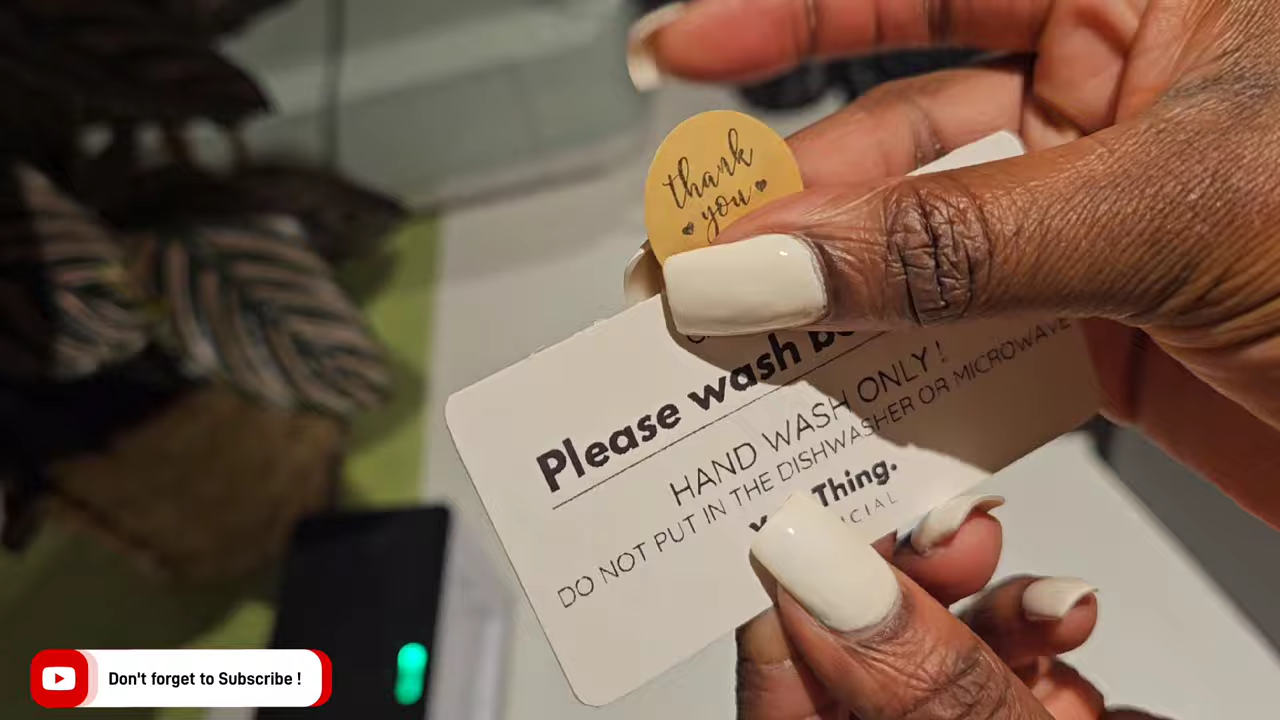 thank
you
Please wash
HAND WASH ONLY!
DO NOT PUT IN THE DISHWASHER OR MICROWAVE
Thing.
Don't forget to Subscribe !